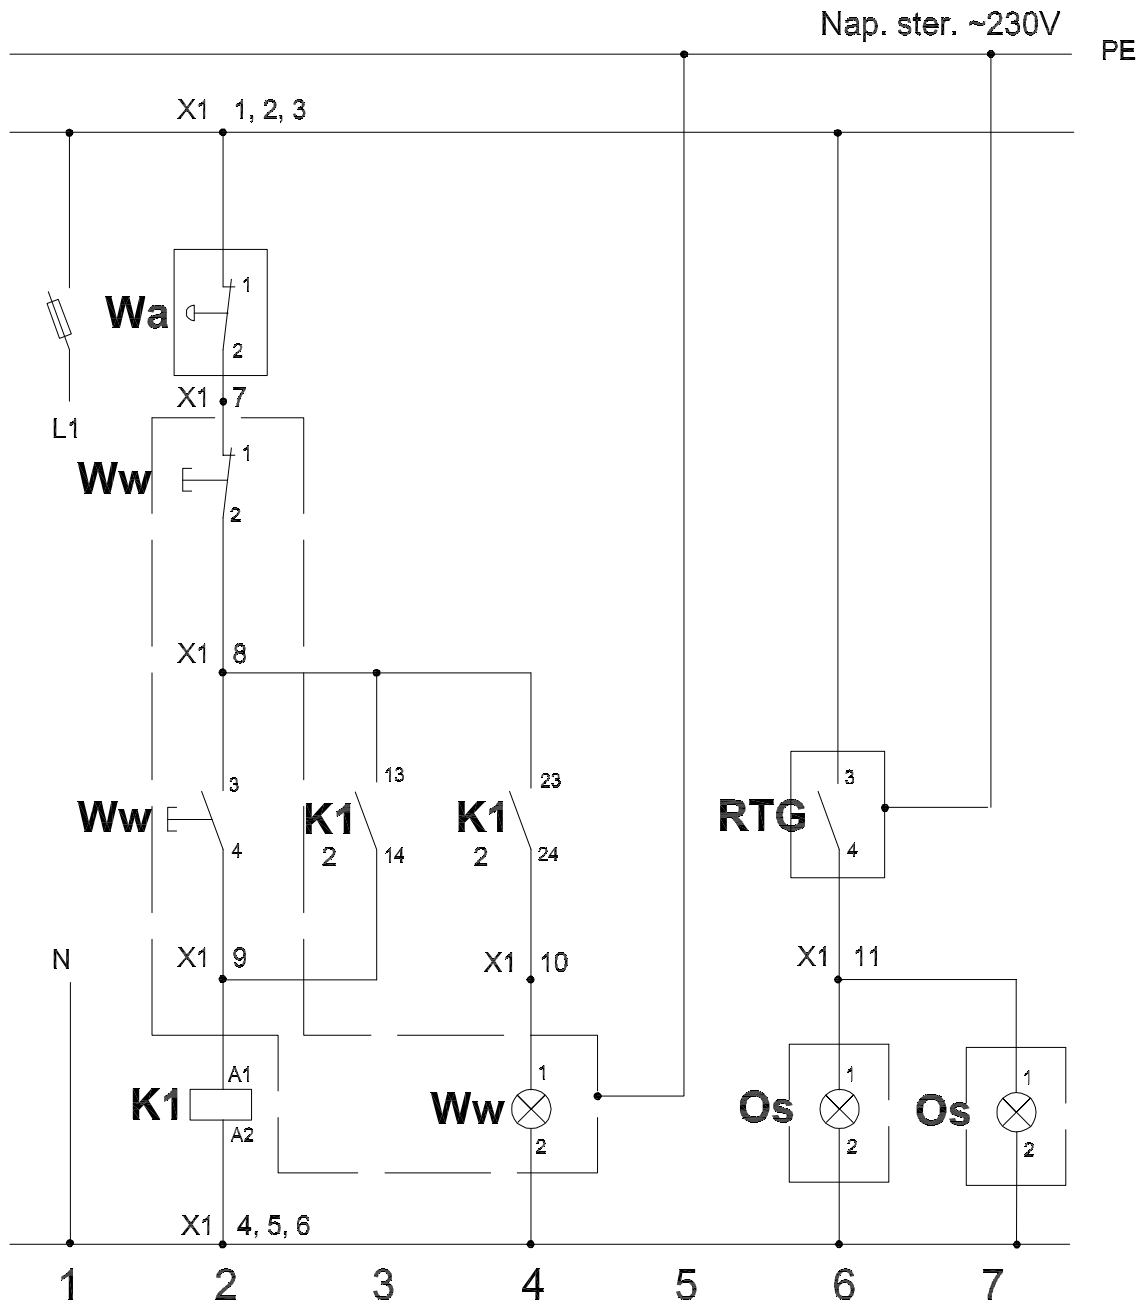 Nap. ster. ~230V
PE
X1 1, 2, 3
1
Wa
2
X1 7
L1
1
Ww
2
X1 8
3
13
23
3
Ww
K1
K1
RTG
4
2
14
2
24
4
N
X1 9
X1 10
X1 11
A1
1
1
1
K1
Ww
Os
Os
A2
2
2
2
X1 4, 5, 6
1 2 3 4 5 6 7